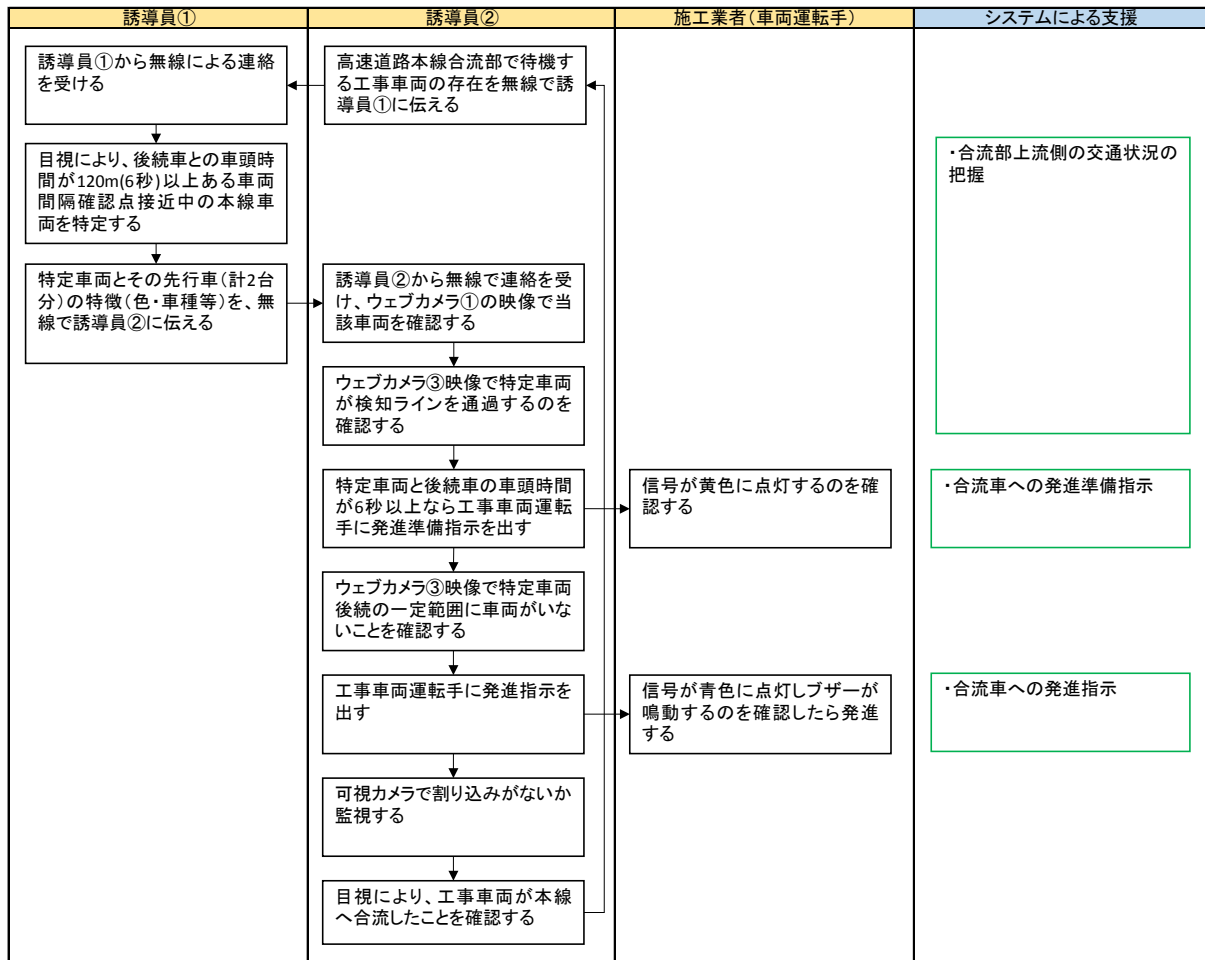 誘導員①
誘導員②
施工業者(車両運転手)
システムによる支援
誘導員①から無線による連絡
を受ける
高速道路本線合流部で待機す
る工事車両の存在を無線で誘
導員①に伝える
目視により、後続車との車頭時
間が120m(6秒)以上ある車両
間隔確認点接近中の本線車
両を特定する
・合流部上流側の交通状況の
把握
特定車両とその先行車(計2台
分)の特徴(色・車種等)を、無
線で誘導員②に伝える
誘導員②から無線で連絡を受
け、ウェブカメラ①の映像で当
該車両を確認する
ウェブカメラ③映像で特定車両
が検知ラインを通過するのを
確認する
特定車両と後続車の車頭時間
が6秒以上なら工事車両運転
手に発進準備指示を出す
信号が黄色に点灯するのを確
認する
・合流車への発進準備指示
ウェブカメラ③映像で特定車両
後続の一定範囲に車両がいな
いことを確認する
工事車両運転手に発進指示を
出す
信号が青色に点灯しブザーが
鳴動するのを確認したら発進
する
・合流車への発進指示
可視カメラで割り込みがないか
監視する
目視により、工事車両が本線
へ合流したことを確認する